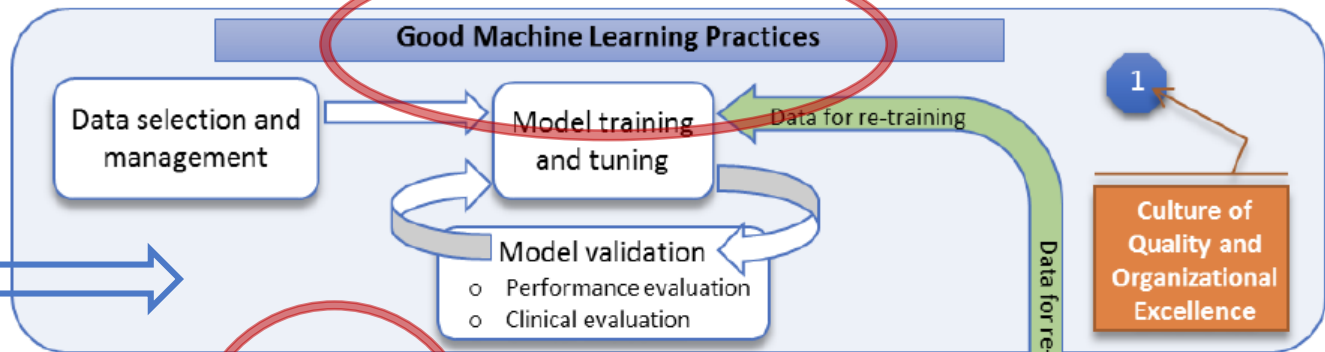 Good Machine Learning Practices
1
Data selection and
management
Model training
and tuning
Data for re-training
Culture of
Quality and
Organizational
Excellence
Model validation
o Performance evaluation
o Clinical evaluation
Data for re-